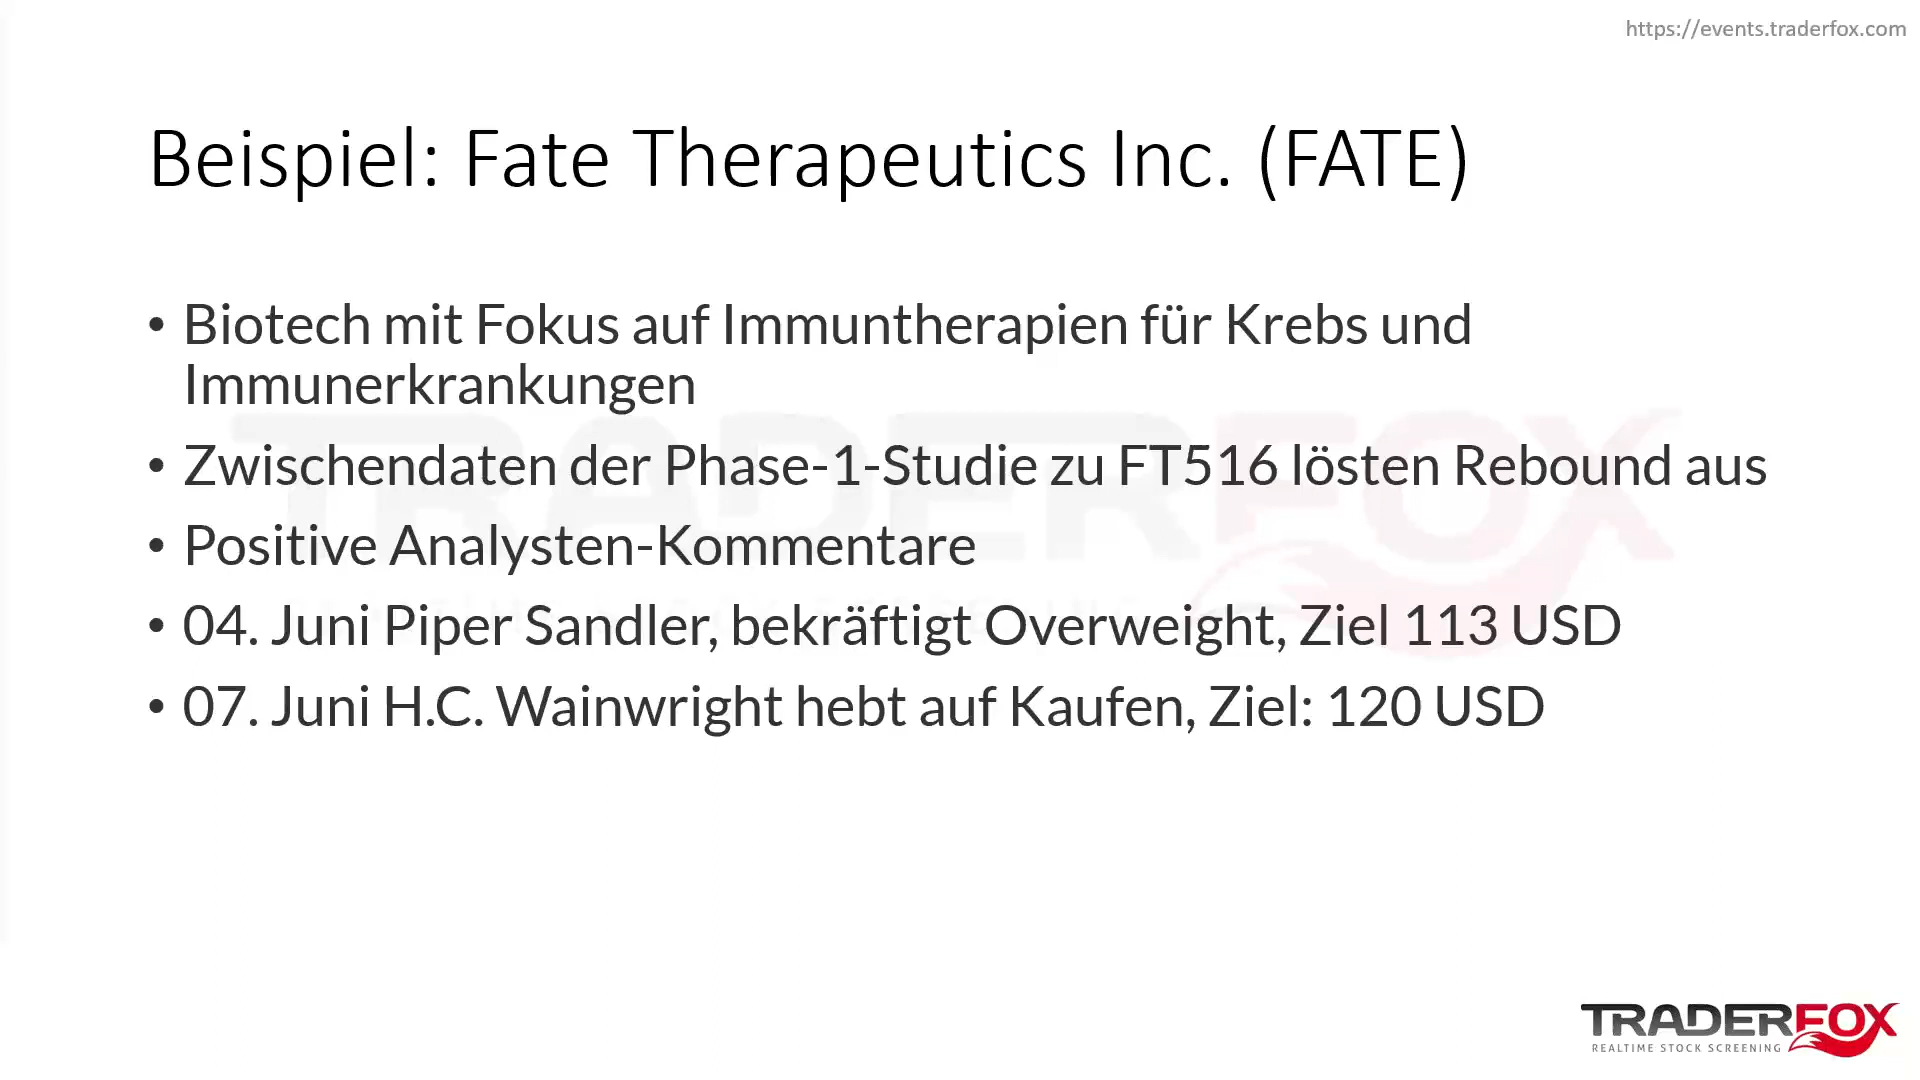 https://events.traderfox.com
Beispiel: Fate Therapeutics Inc. (FATE)
• Biotech mit Fokus auf Immuntherapien für Krebs und
Immunerkrankungen
• Zwischendaten der Phase-1-Studie zu FT516 lösten Rebound aus
• Positive Analysten-Kommentare
• 04. Juni Piper Sandler, bekräftigt Overweight, Ziel 113 USD
• 07. Juni H.C. Wainwright hebt auf Kaufen, Ziel: 120 USD
TRADERFOX
TRADERFOX
REALTIME STOCK SCREENING